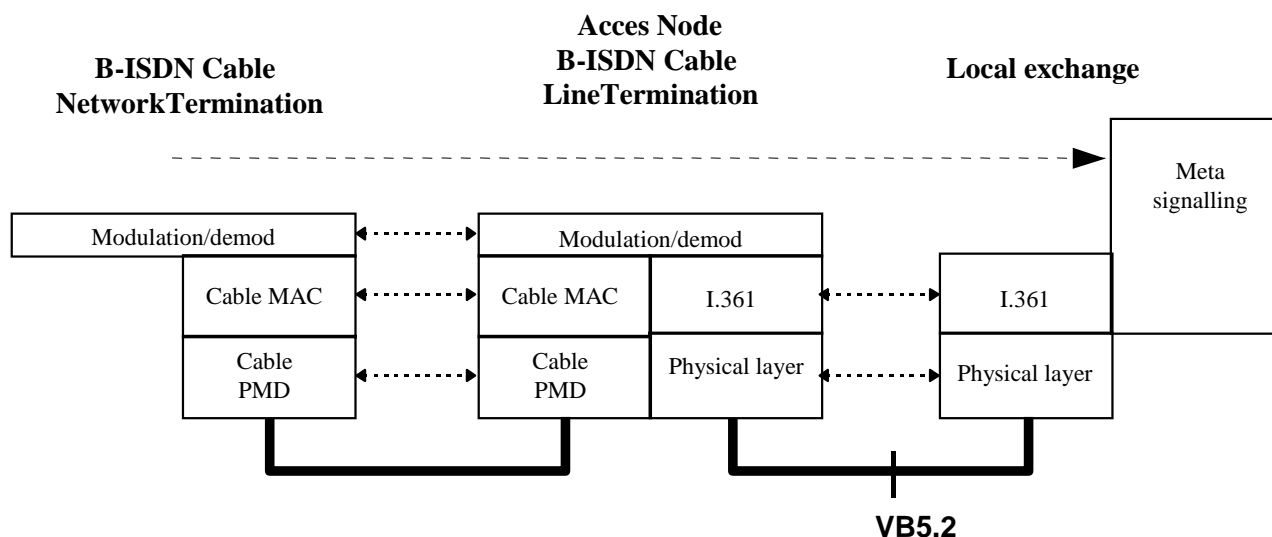 B-ISDN Cable
NetworkTermination
Acces Node
B-ISDN Cable
LineTermination
Local exchange
Meta
signalling
Modulation/demod
Modulation/demod
Cable MAC
Cable MAC
I.361
I.361
Cable
PMD
Cable
PMD
Physical layer
Physical layer
VB5.2